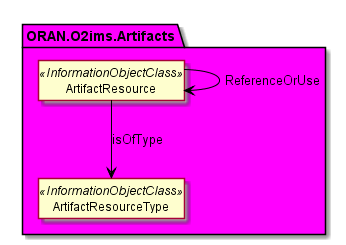 ORAN.O2ims.Artifacts
«InformationObjectClass»
ArtifactResource
ReferenceOrUse
isOfType
«InformationObjectClass»
ArtifactResourceType